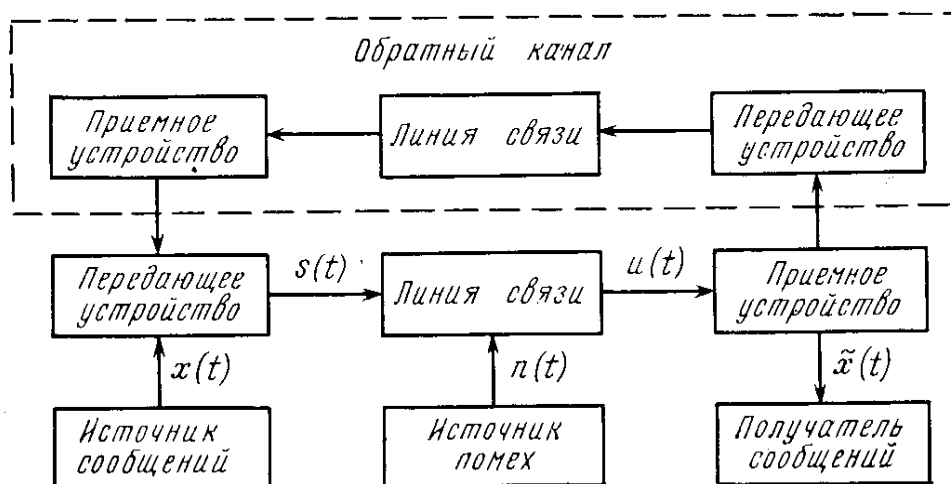 Обратный канал
Приемное
устройство
Линия связи
Передающее
устройство
Передающее
устройство
s(t)
Линия связи
u(t)
Приемное
устройство
x(t)
n(t)
x̃(t)
Источник
сообщений
Источник
помех
Получатель
сообщений